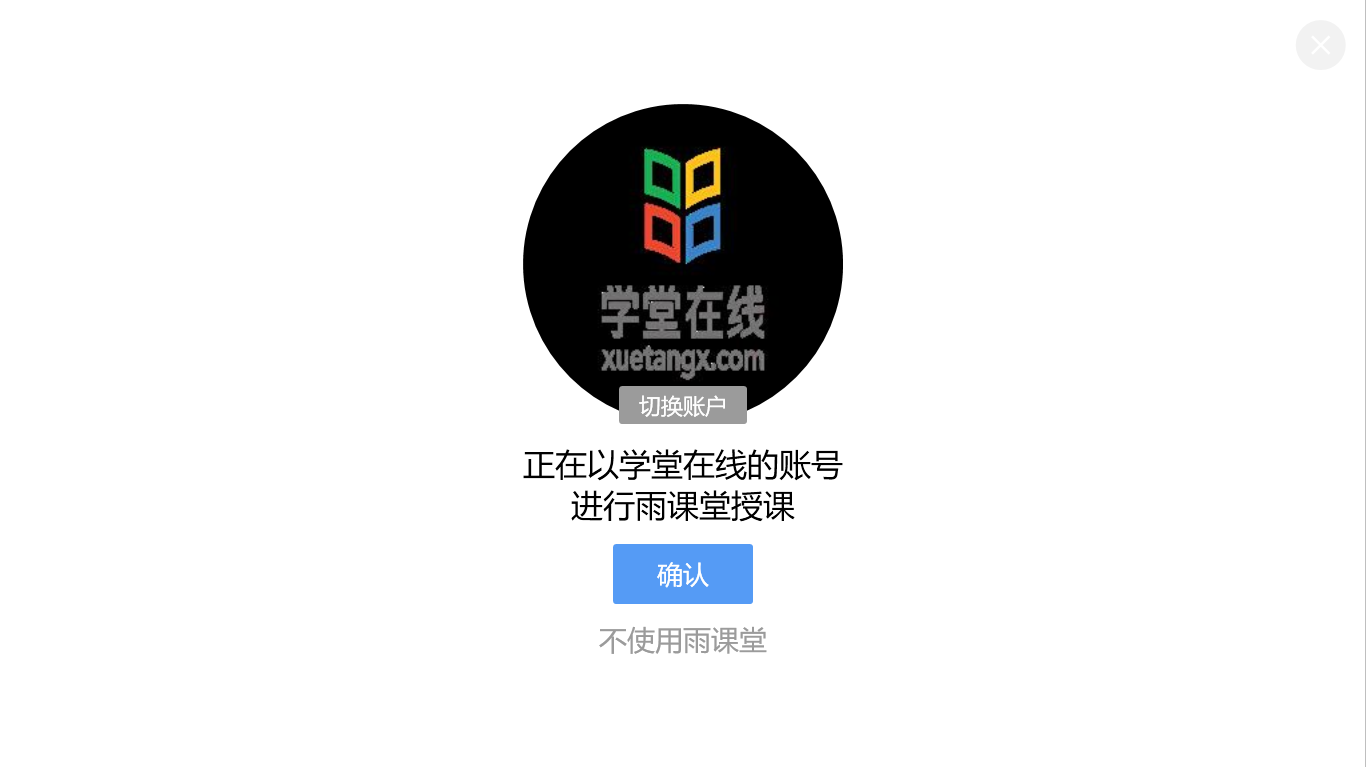 学堂在线
xuetangx.com
切换账户
正在以学堂在线的账号
进行雨课堂授课
确认
不使用雨课堂